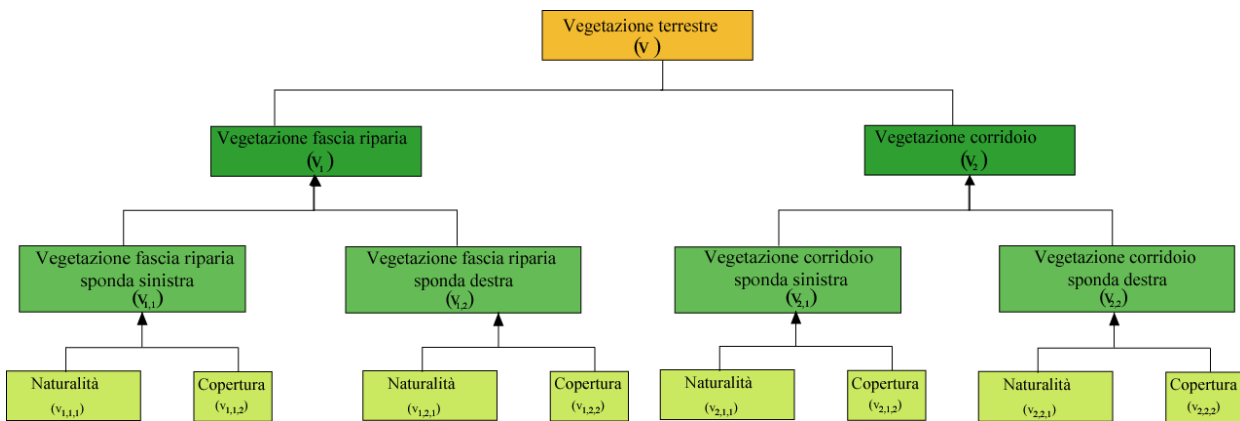 Vegetazione terrestre
(v)
Vegetazione fascia riparia
(v₁)
Vegetazione corridoio
(v₂)
Vegetazione fascia riparia
sponda sinistra
(v₁,₁)
Vegetazione fascia riparia
sponda destra
(v₁,₂)
Vegetazione corridoio
sponda sinistra
(v₂,₁)
Vegetazione corridoio
sponda destra
(v₂,₂)
Naturalità
(v₁,₁,₁)
Copertura
(v₁,₁,₂)
Naturalità
(v₁,₂,₁)
Copertura
(v₁,₂,₂)
Naturalità
(v₂,₁,₁)
Copertura
(v₂,₁,₂)
Naturalità
(v₂,₂,₁)
Copertura
(v₂,₂,₂)